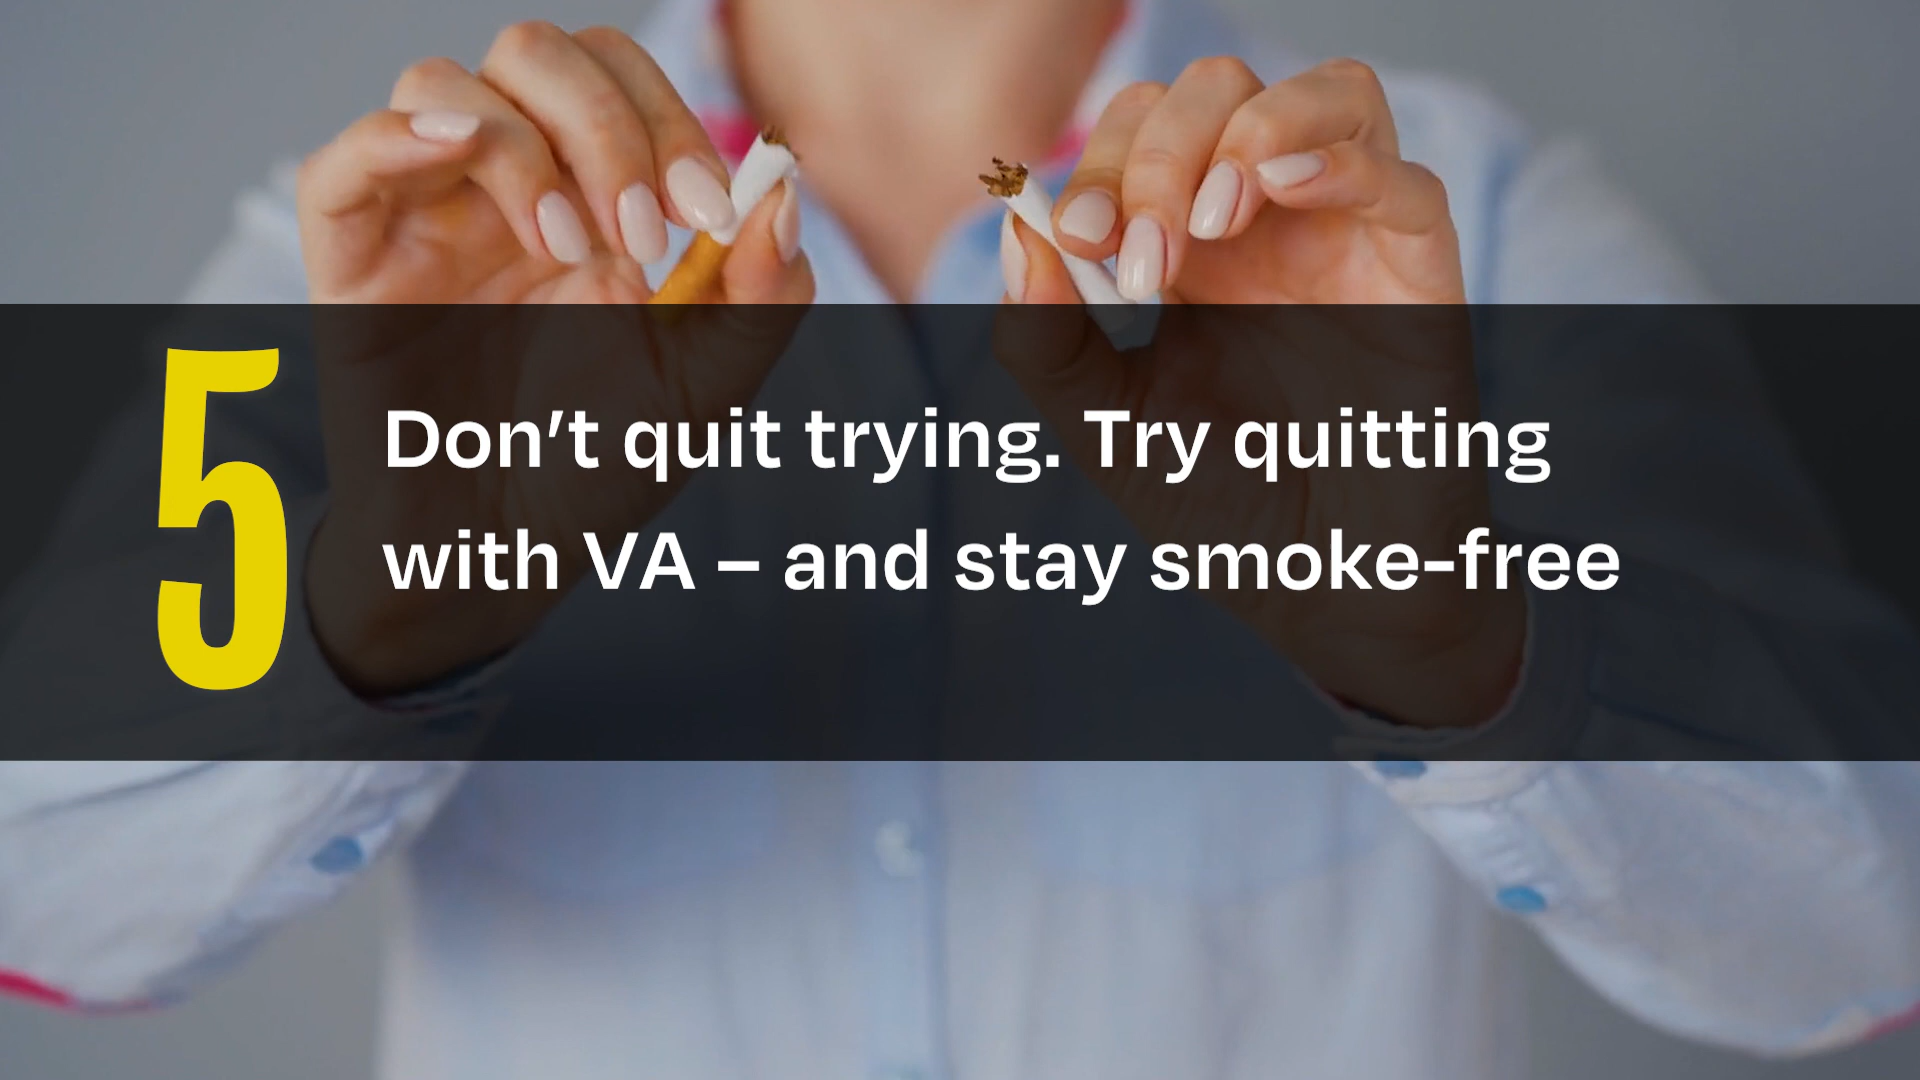 5
Don’t quit trying. Try quitting
with VA – and stay smoke-free